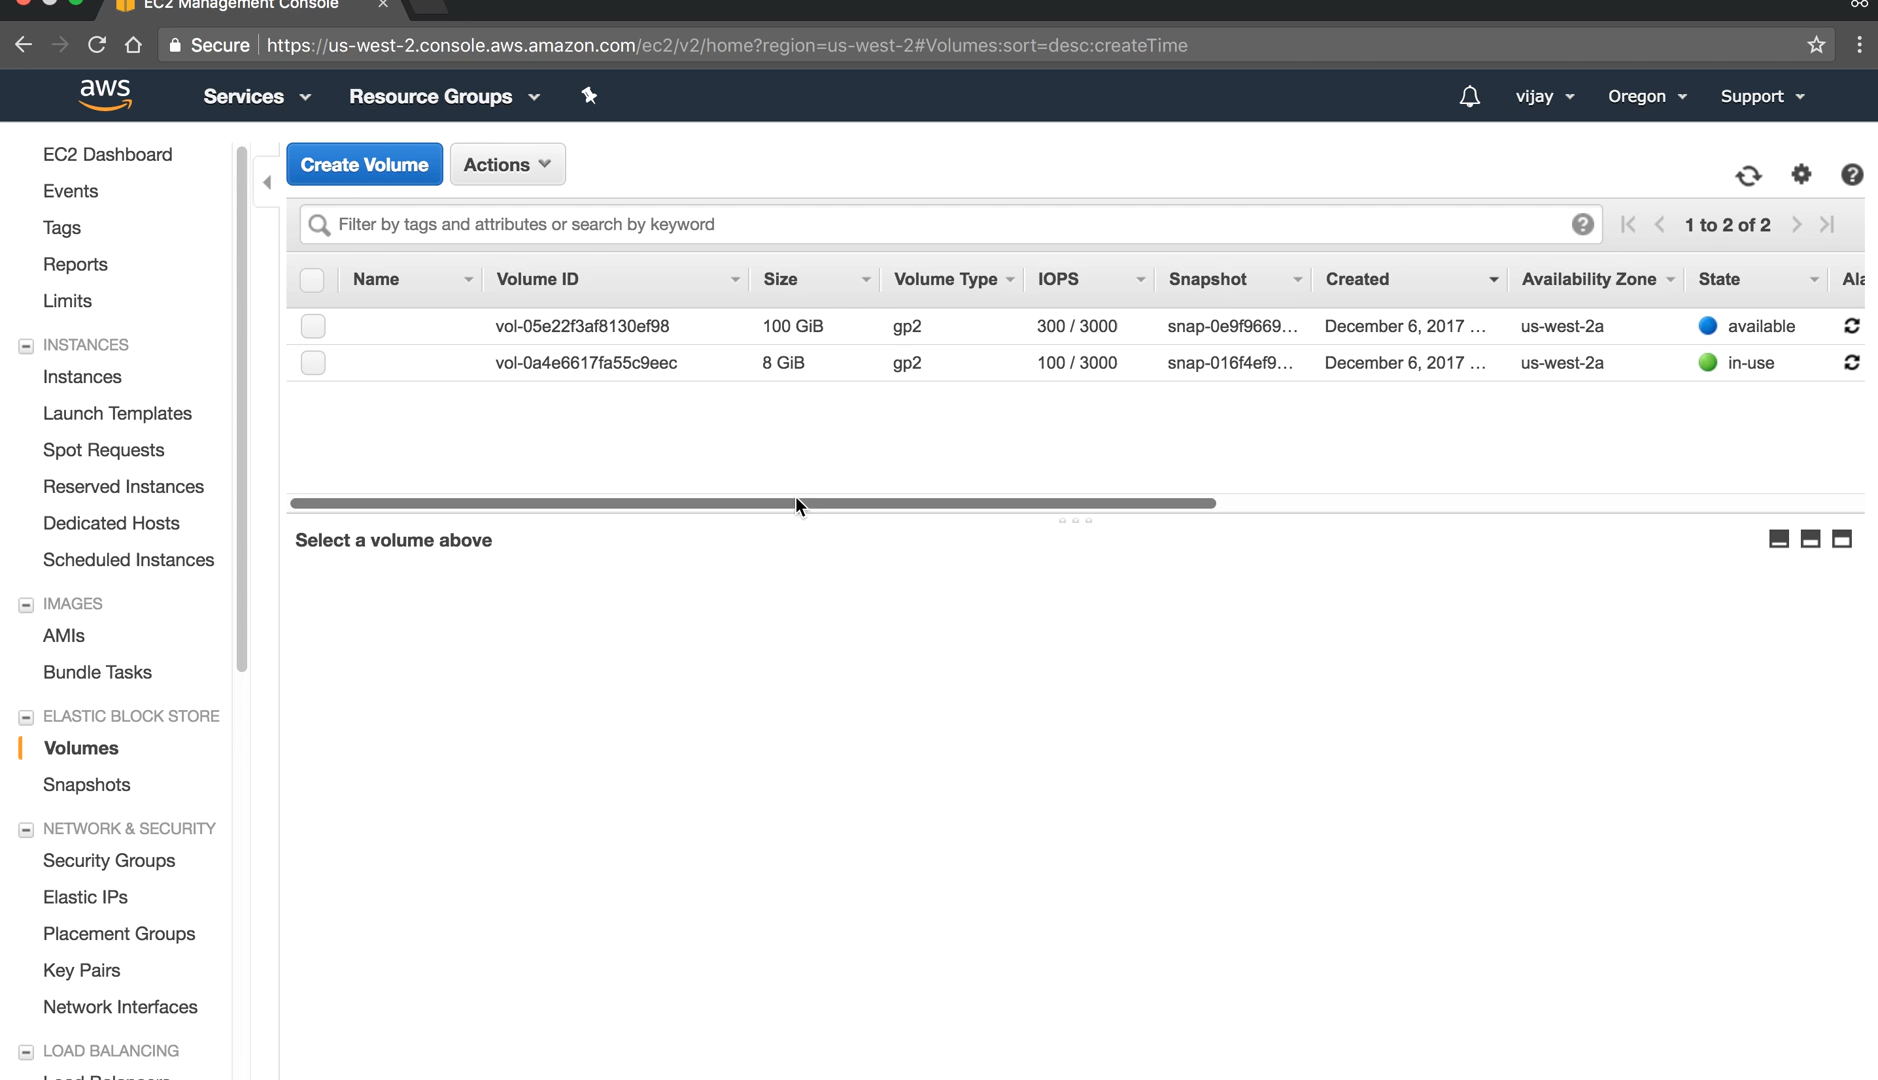 EC2 Management Console
Secure https://us-west-2.console.aws.amazon.com/ec2/v2/home?region=us-west-2#Volumes:sort=desc:createTime
aws Services Resource Groups vijay Oregon Support
EC2 Dashboard
Events
Tags
Reports
Limits
INSTANCES
Instances
Launch Templates
Spot Requests
Reserved Instances
Dedicated Hosts
Scheduled Instances
IMAGES
AMIs
Bundle Tasks
ELASTIC BLOCK STORE
Volumes
Snapshots
NETWORK & SECURITY
Security Groups
Elastic IPs
Placement Groups
Key Pairs
Network Interfaces
LOAD BALANCING
Create Volume Actions
Filter by tags and attributes or search by keyword 1 to 2 of 2
Name Volume ID Size Volume Type IOPS Snapshot Created Availability Zone State Ala
vol-05e22f3af8130ef98 100 GiB gp2 300 / 3000 snap-0e9f9669... December 6, 2017 ... us-west-2a available
vol-0a4e6617fa55c9eec 8 GiB gp2 100 / 3000 snap-016f4ef9... December 6, 2017 ... us-west-2a in-use
Select a volume above